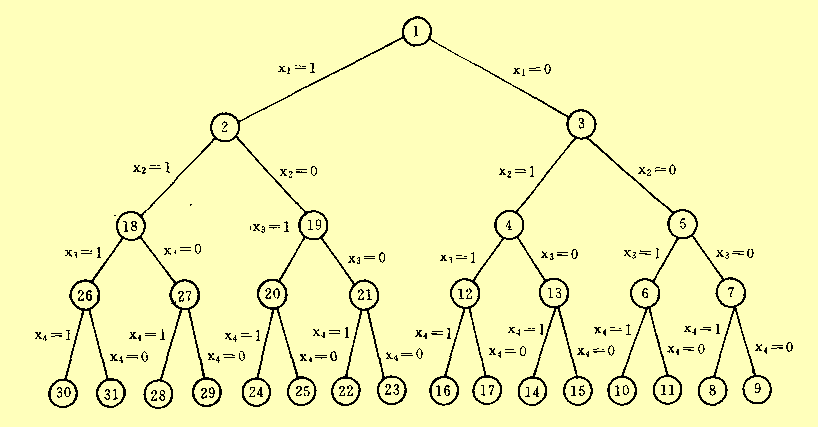 1
x₁=1 x₁=0
2 3
x₂=1 x₂=0 x₂=1 x₂=0
18 19 4 5
x₃=1 x₃=0 x₃=1 x₃=0 x₃=1 x₃=0 x₃=1 x₃=0
26 27 20 21 12 13 6 7
x₄=1 x₄=0 x₄=1 x₄=0 x₄=1 x₄=0 x₄=1 x₄=0 x₄=1 x₄=0 x₄=1 x₄=0 x₄=1 x₄=0 x₄=1 x₄=0
30 31 28 29 24 25 22 23 16 17 14 15 10 11 8 9